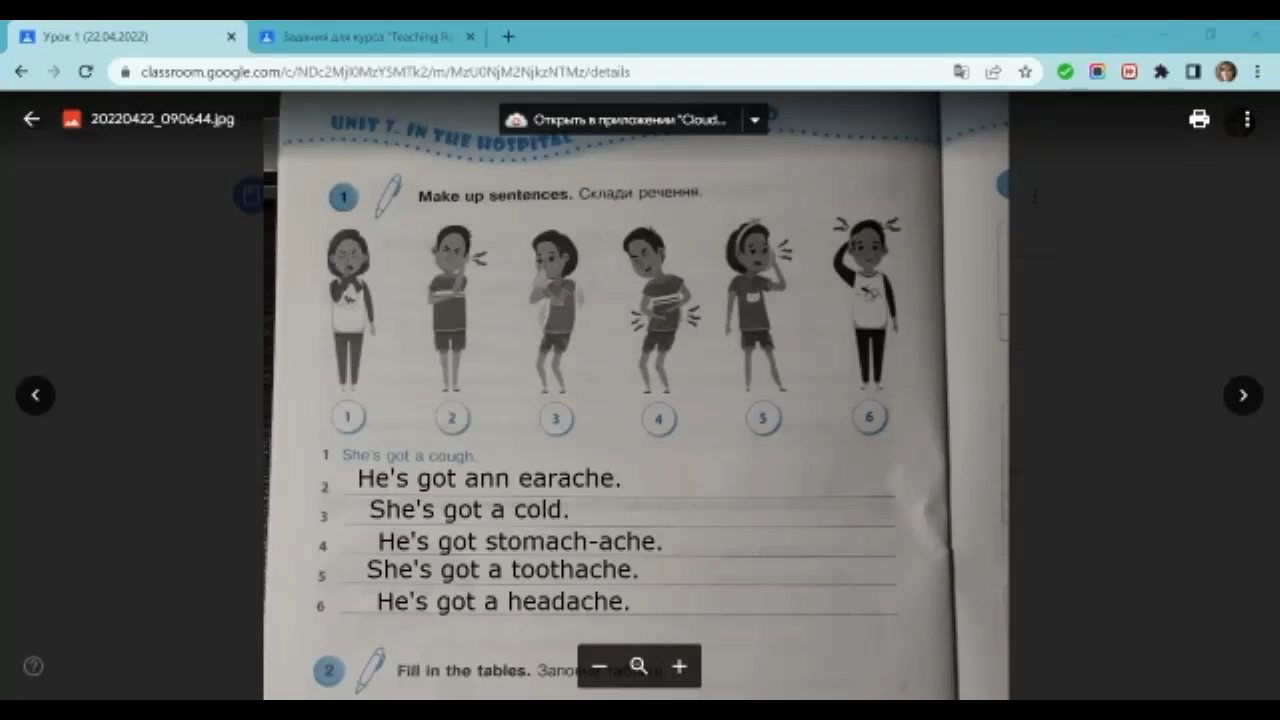 Урок 1 (22.04.2022)
Задания для курса "Teaching R
classroom.google.com/c/NDc2MjI0MzY5MTk2/m/MzU0NjM2NjkzNTMz/details
20220422_090644.jpg
Открыть в приложении "Cloud...
UNIT 7. IN THE HOSPITAL
1 Make up sentences. Склади речення.
1 2 3 4 5 6
1 She's got a cough.
2 He's got ann earache.
3 She's got a cold.
4 He's got stomach-ache.
5 She's got a toothache.
6 He's got a headache.
2 Fill in the tables.